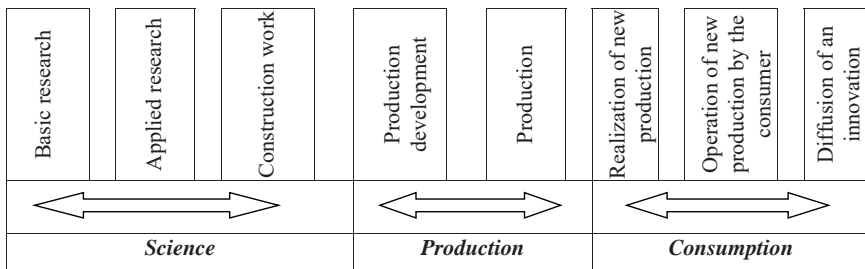 Basic research
Applied research
Construction work
Production
development
Production
Realization of new
production
Operation of new
production by the
consumer
Diffusion of an
innovation
Science
Production
Consumption